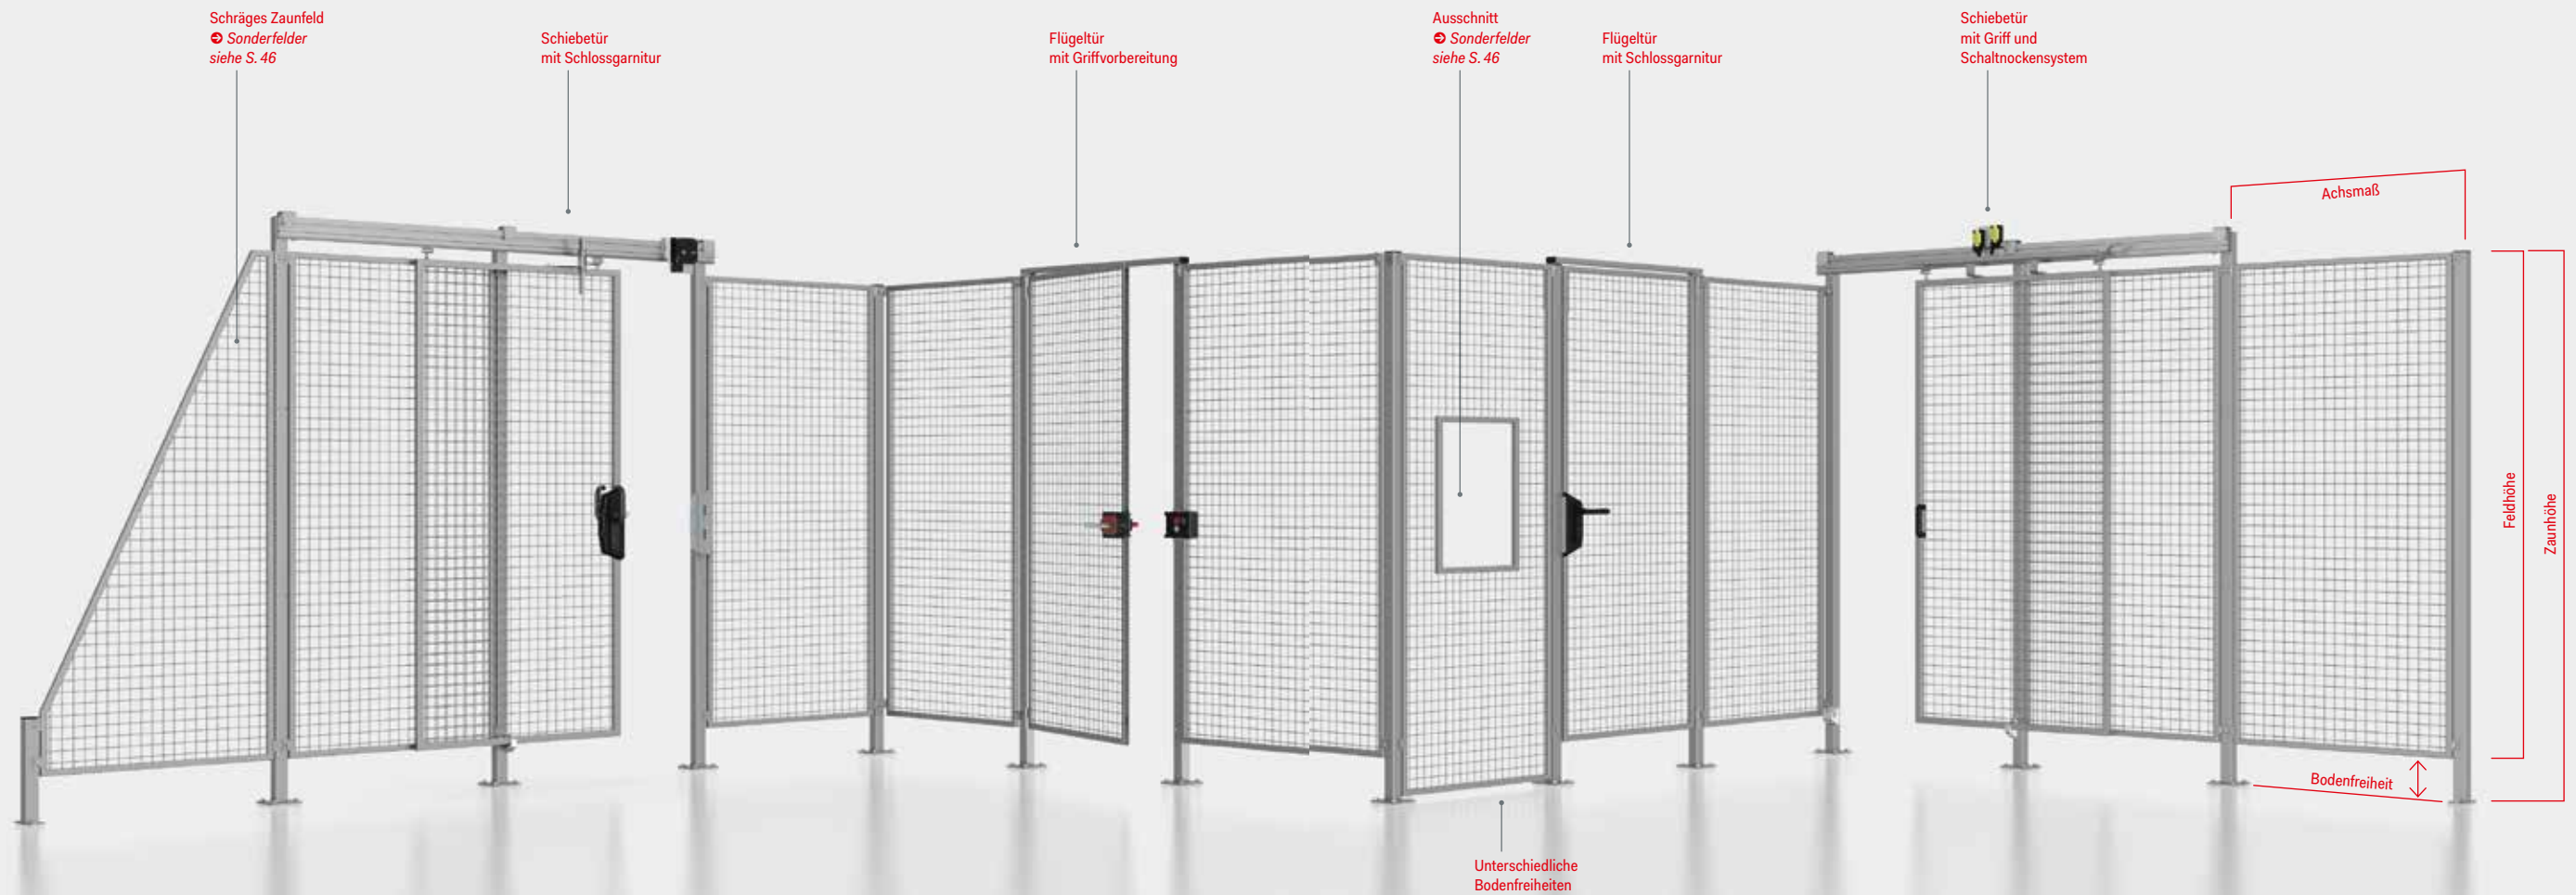 Schräges Zaunfeld
➲ Sonderfelder
siehe S. 46
Schiebetür
mit Schlossgarnitur
Flügeltür
mit Griffvorbereitung
Ausschnitt
➲ Sonderfelder
siehe S. 46
Flügeltür
mit Schlossgarnitur
Schiebetür
mit Griff und
Schaltnockensystem
Achsmaß
Feldhöhe
Zaunhöhe
Bodenfreiheit
Unterschiedliche
Bodenfreiheiten